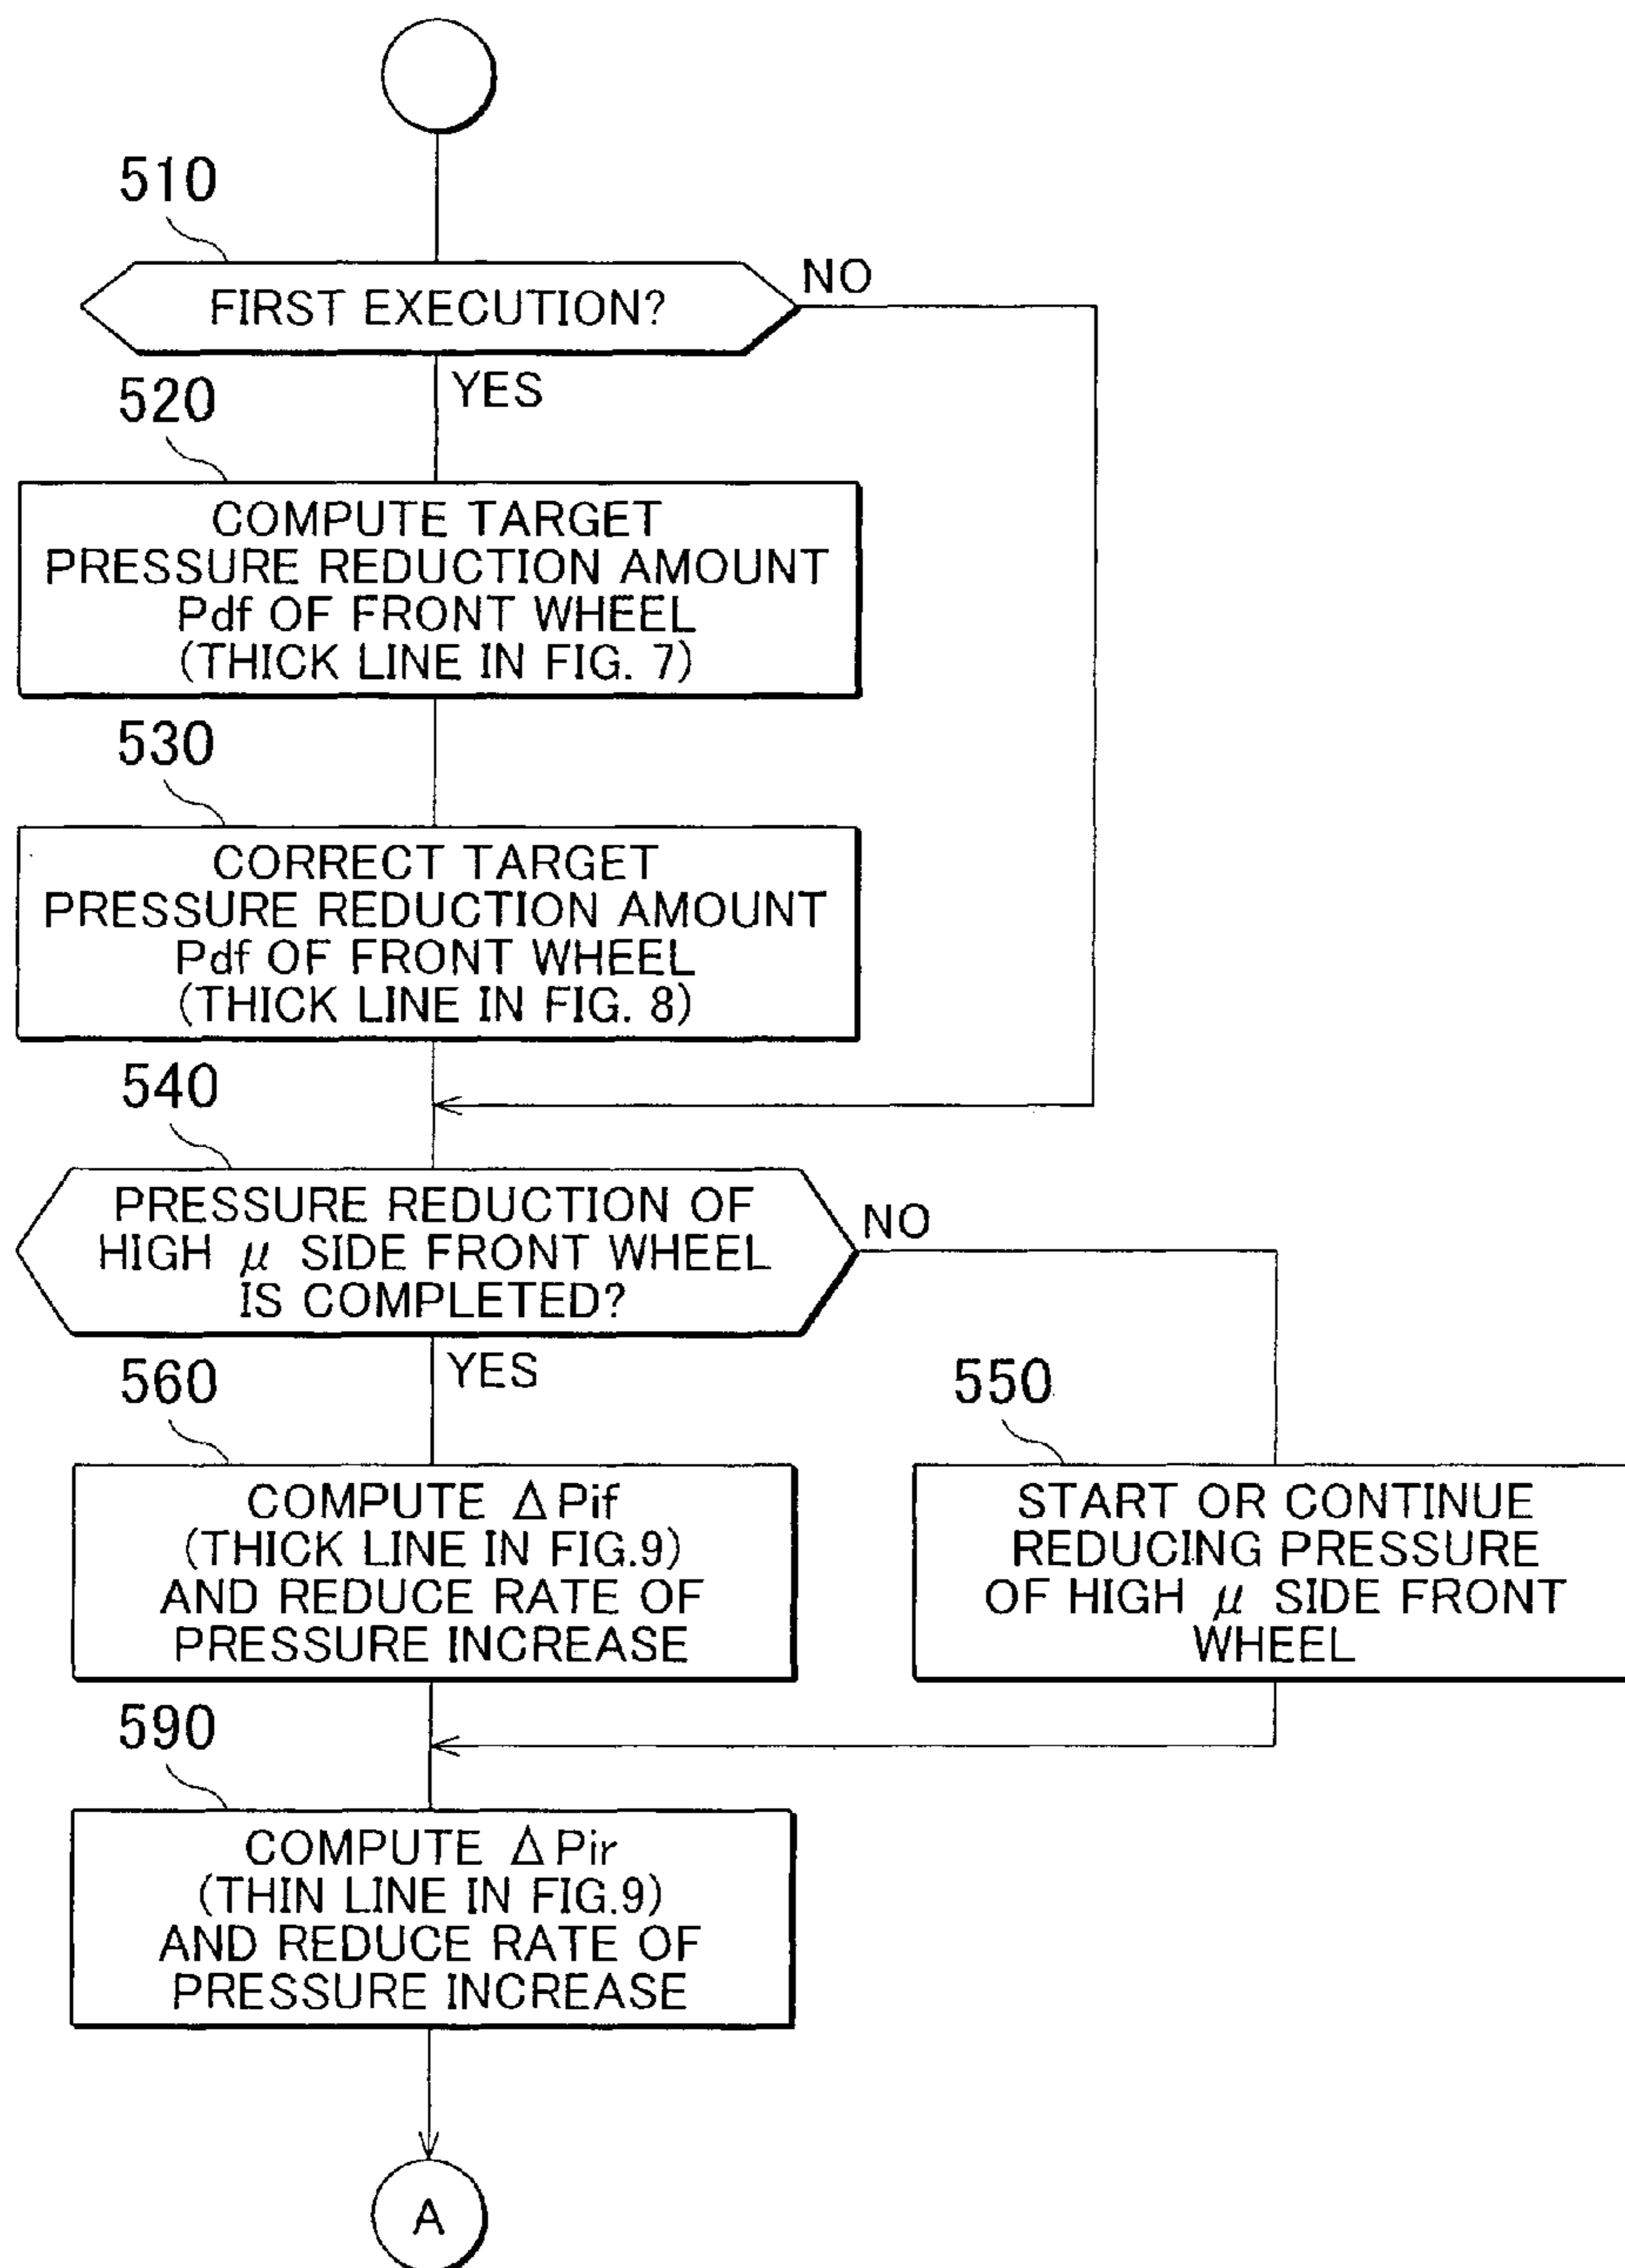 510
FIRST EXECUTION?
NO
YES
520
COMPUTE TARGET
PRESSURE REDUCTION AMOUNT
Pdf OF FRONT WHEEL
(THICK LINE IN FIG. 7)
530
CORRECT TARGET
PRESSURE REDUCTION AMOUNT
Pdf OF FRONT WHEEL
(THICK LINE IN FIG. 8)
540
PRESSURE REDUCTION OF
HIGH μ SIDE FRONT WHEEL
IS COMPLETED?
NO
YES
560
COMPUTE Δ Pif
(THICK LINE IN FIG.9)
AND REDUCE RATE OF
PRESSURE INCREASE
550
START OR CONTINUE
REDUCING PRESSURE
OF HIGH μ SIDE FRONT
WHEEL
590
COMPUTE Δ Pir
(THIN LINE IN FIG.9)
AND REDUCE RATE OF
PRESSURE INCREASE
A